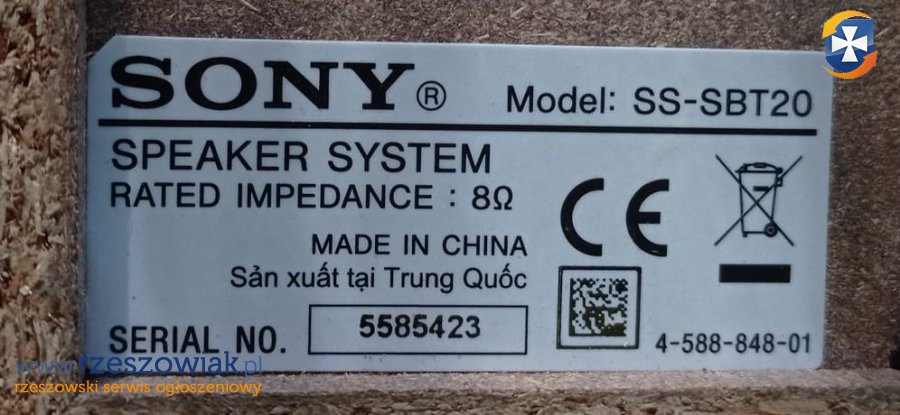 SONY® Model: SS-SBT20
SPEAKER SYSTEM
RATED IMPEDANCE : 8Ω
MADE IN CHINA
Sản xuất tại Trung Quốc
SERIAL NO. 5585423
4-588-848-01
CE
www.rzeszowiak.pl
rzeszowski serwis ogłoszeniowy